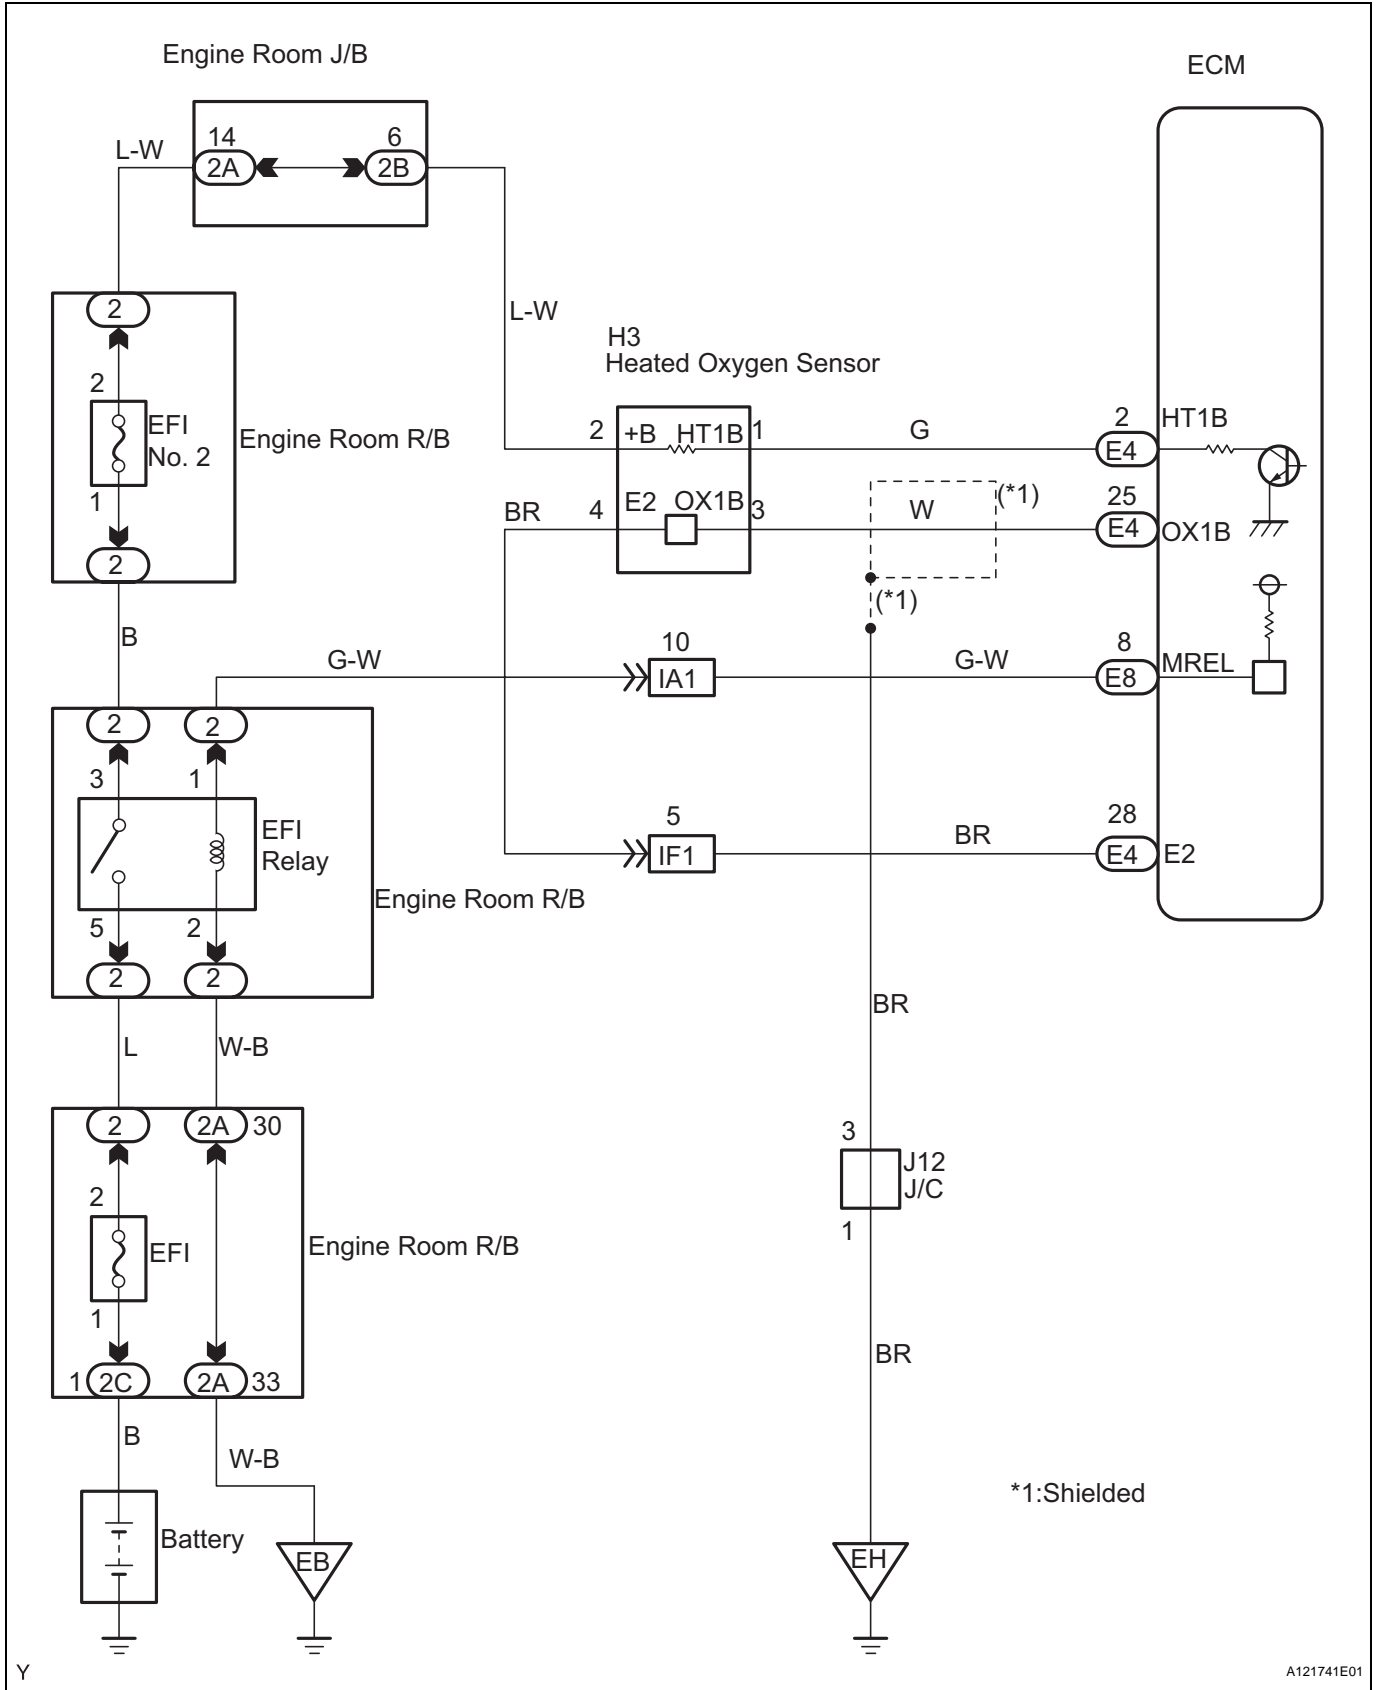 Engine Room J/B
ECM
14
6
L-W
2A
2B
2
L-W
H3
Heated Oxygen Sensor
2
EFI
No. 2
Engine Room R/B
1
2
2
+B
HT1B
1
G
2
E4
HT1B
BR
4
E2
OX1B
3
W
(*1)
25
E4
OX1B
(*1)
B
G-W
10
IA1
G-W
8
E8
MREL
2
2
3
1
EFI
Relay
Engine Room R/B
5
2
2
2
5
IF1
BR
28
E4
E2
L
W-B
BR
2
2A
30
2
EFI
Engine Room R/B
1
1
2C
2A
33
3
J12
J/C
1
BR
B
W-B
*1:Shielded
Battery
EB
EH
Y
A121741E01